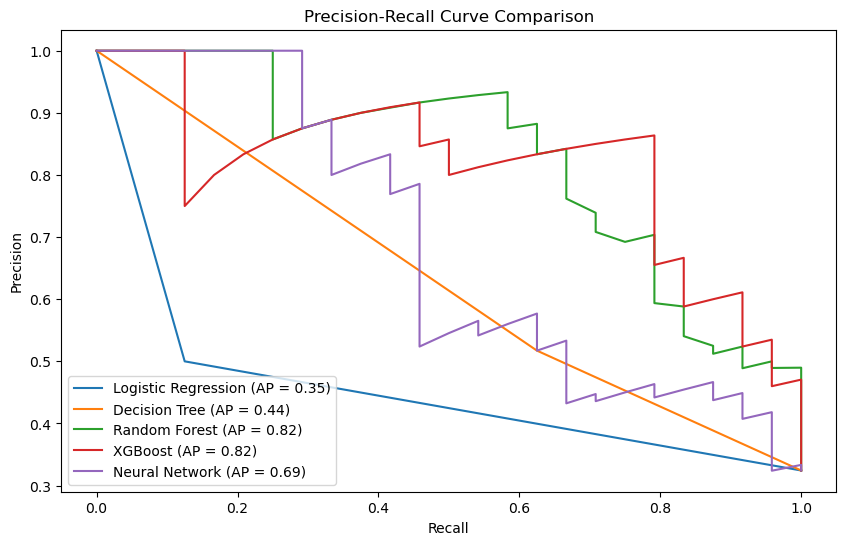 Precision-Recall Curve Comparison
1.0
0.9
0.8
0.7
0.6
0.5
0.4
0.3
Precision
Logistic Regression (AP = 0.35)
Decision Tree (AP = 0.44)
Random Forest (AP = 0.82)
XGBoost (AP = 0.82)
Neural Network (AP = 0.69)
0.0 0.2 0.4 0.6 0.8 1.0
Recall